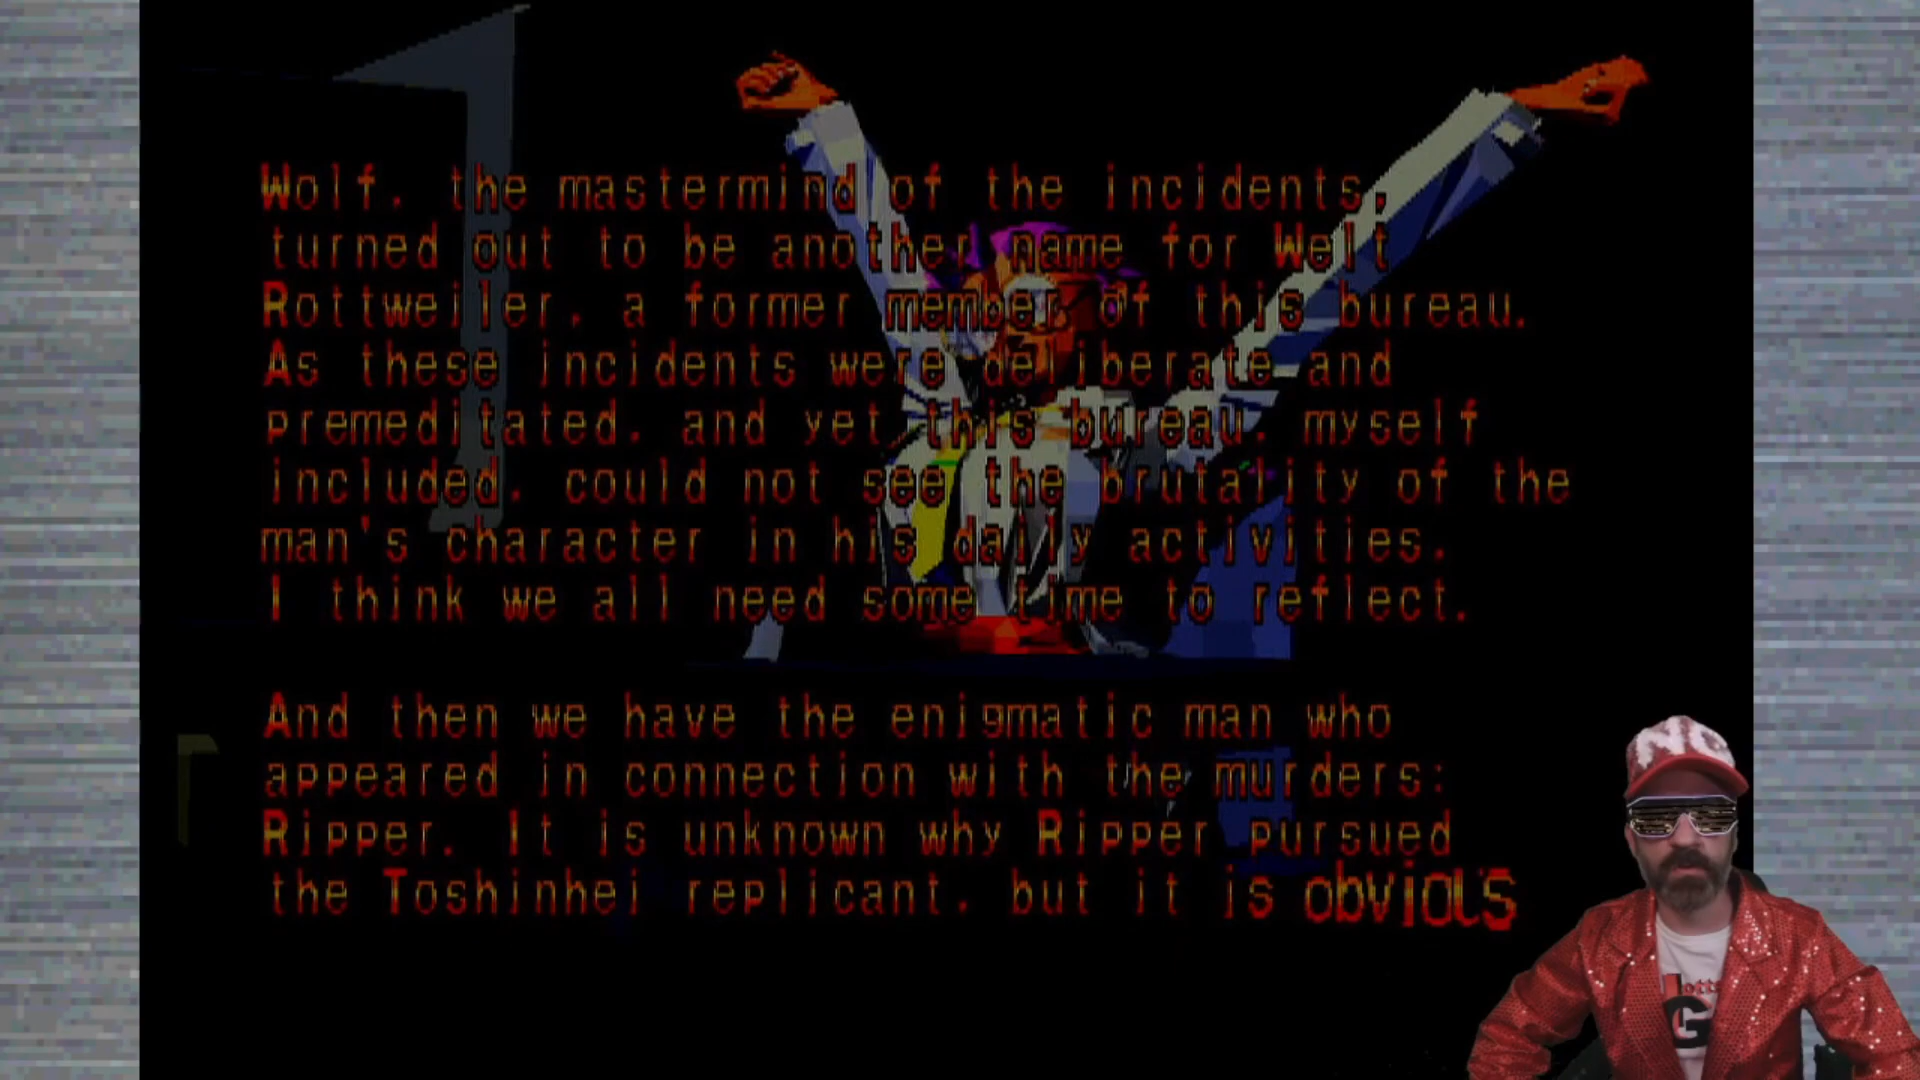 Wolf, the mastermind of the incidents,
turned out to be another name for Welt
Rottweiler, a former member of this bureau.
As these incidents were deliberate and
premeditated, and yet this bureau, myself
included, could not see the brutality of the
man's character in his daily activities.
I think we all need some time to reflect.
And then we have the enigmatic man who
appeared in connection with the murders:
Ripper. It is unknown why Ripper pursued
the Toshinhei replicant, but it is obvious
NG
G